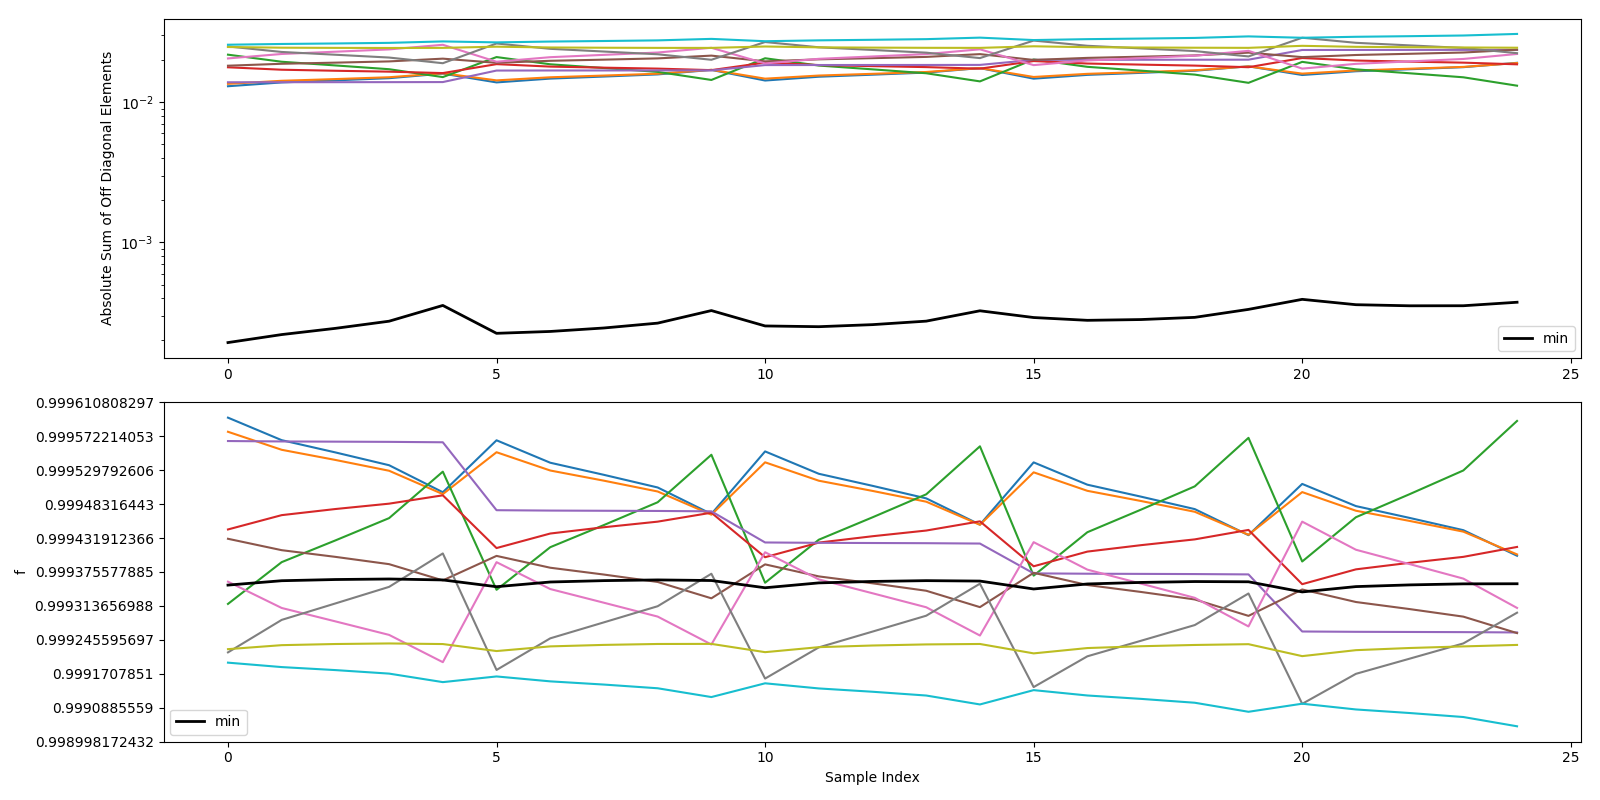 Absolute Sum of Off Diagonal Elements
10⁻²
10⁻³
min
0 5 10 15 20 25
f
0.999610808297
0.999572214053
0.999529792606
0.99948316443
0.999431912366
0.999375577885
0.999313656988
0.999245595697
0.9991707851
0.9990885559
0.998998172432
min
0 5 10 15 20 25
Sample Index